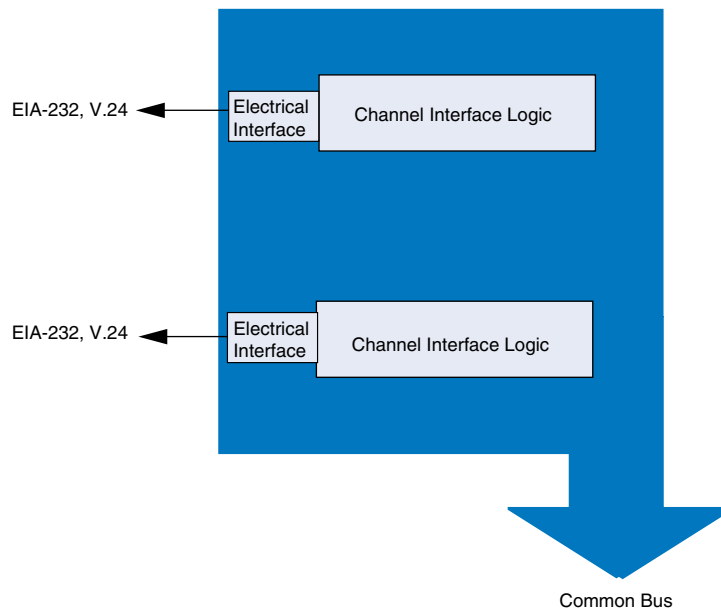 EIA-232, V.24
Electrical
Interface
Channel Interface Logic
EIA-232, V.24
Electrical
Interface
Channel Interface Logic
Common Bus